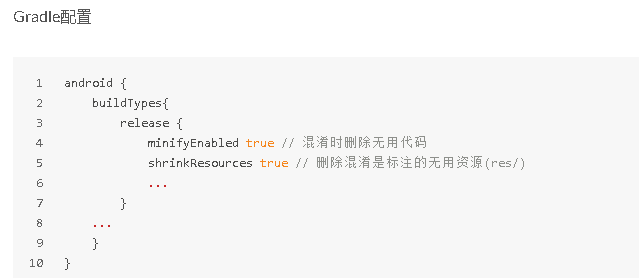 Gradle配置
1 android {
2 buildTypes{
3 release {
4 minifyEnabled true // 混淆时删除无用代码
5 shrinkResources true // 删除混淆是标注的无用资源(res/)
6 ...
7 }
8 ...
9 }
10 }